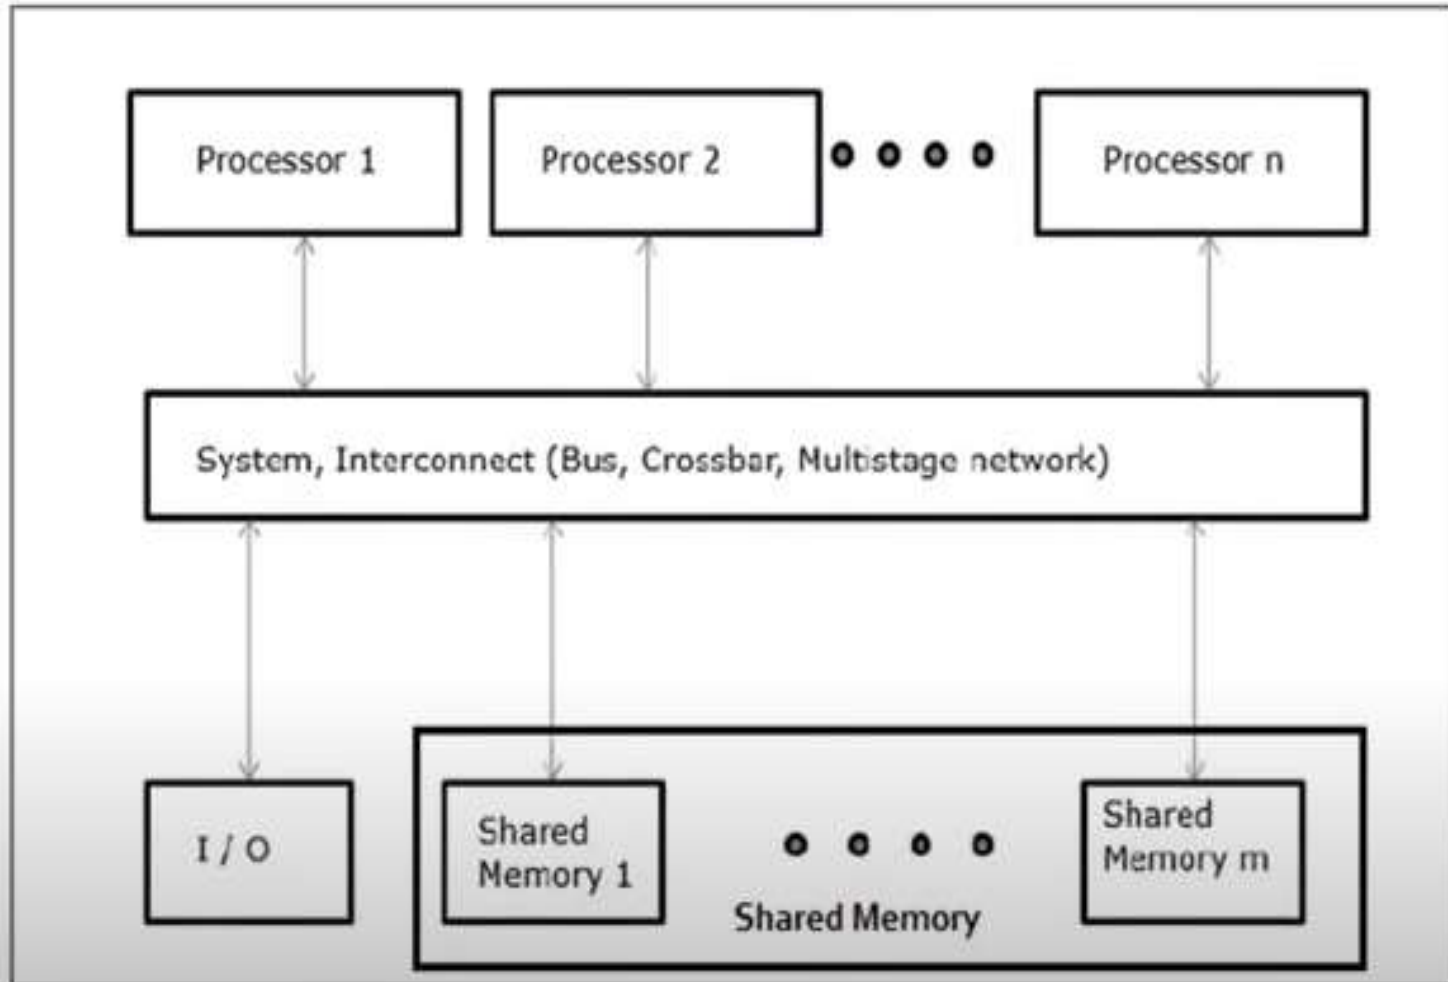 Processor 1
Processor 2
Processor n
System, Interconnect (Bus, Crossbar, Multistage network)
I / O
Shared
Memory 1
Shared
Memory m
Shared Memory